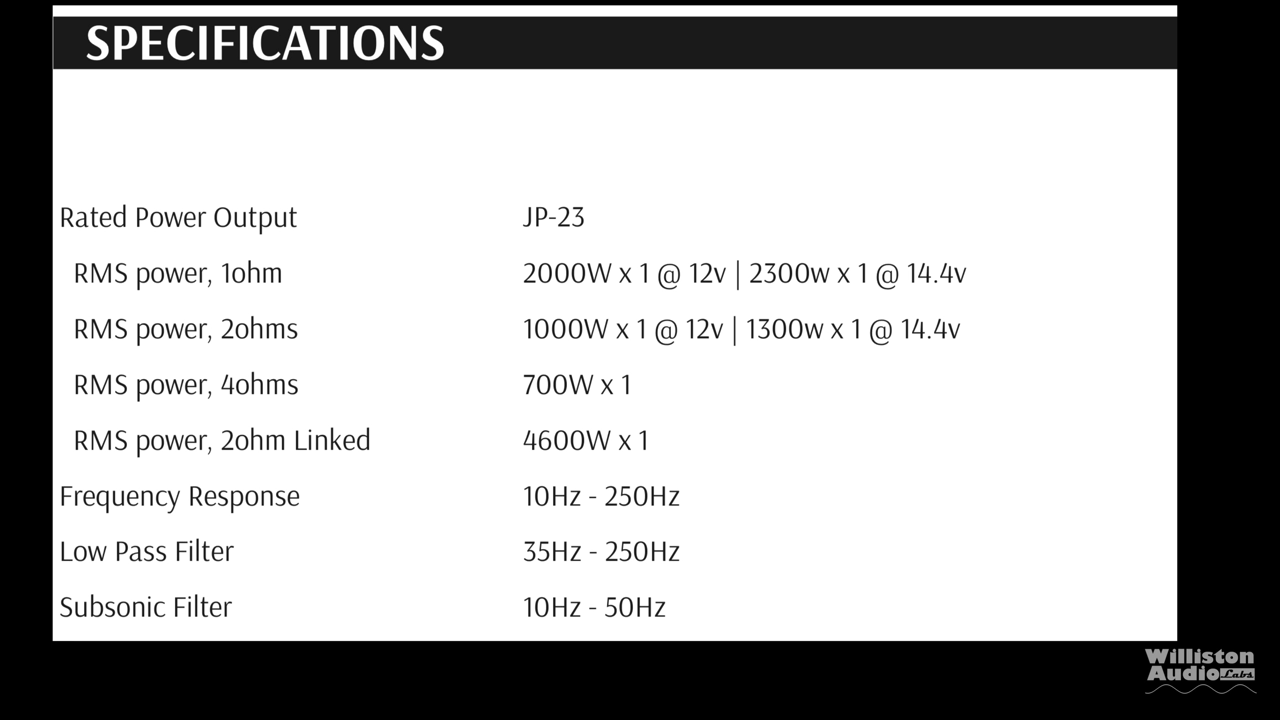 SPECIFICATIONS
Rated Power Output JP-23
RMS power, 1ohm 2000W x 1 @ 12v | 2300w x 1 @ 14.4v
RMS power, 2ohms 1000W x 1 @ 12v | 1300w x 1 @ 14.4v
RMS power, 4ohms 700W x 1
RMS power, 2ohm Linked 4600W x 1
Frequency Response 10Hz - 250Hz
Low Pass Filter 35Hz - 250Hz
Subsonic Filter 10Hz - 50Hz
Williston
Audio Labs